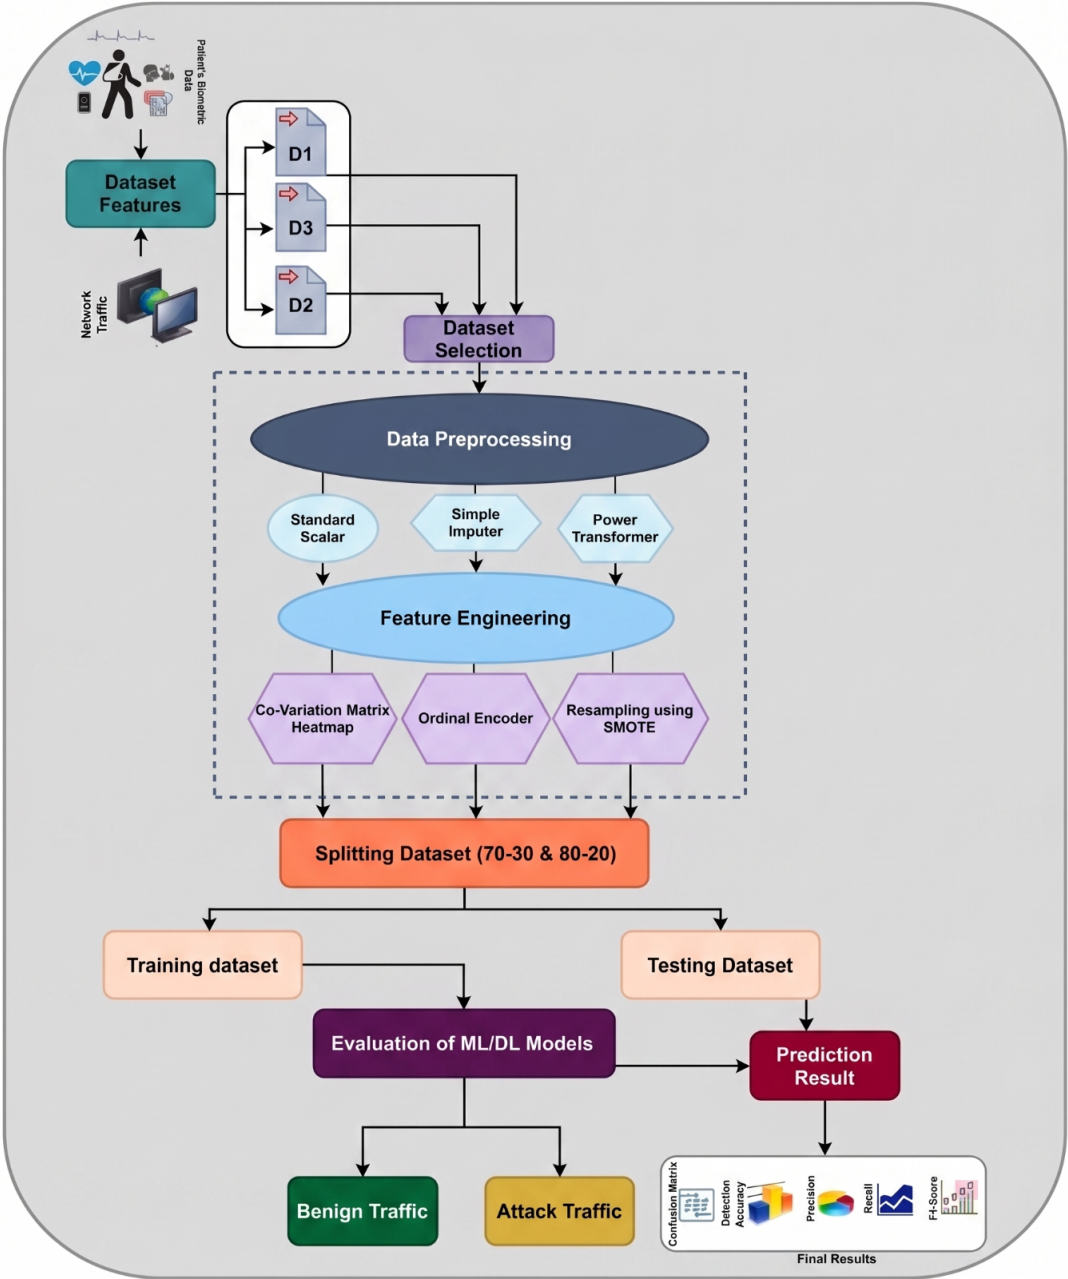 Patient's Biometric
Data
Dataset
Features
Network
Traffic
D1
D3
D2
Dataset
Selection
Data Preprocessing
Standard
Scalar
Simple
Imputer
Power
Transformer
Feature Engineering
Co-Variation Matrix
Heatmap
Ordinal Encoder
Resampling using
SMOTE
Splitting Dataset (70-30 & 80-20)
Training dataset
Testing Dataset
Evaluation of ML/DL Models
Prediction
Result
Benign Traffic
Attack Traffic
Confusion Matrix
Detection
Accuracy
Precision
Recall
F4-Score
Final Results